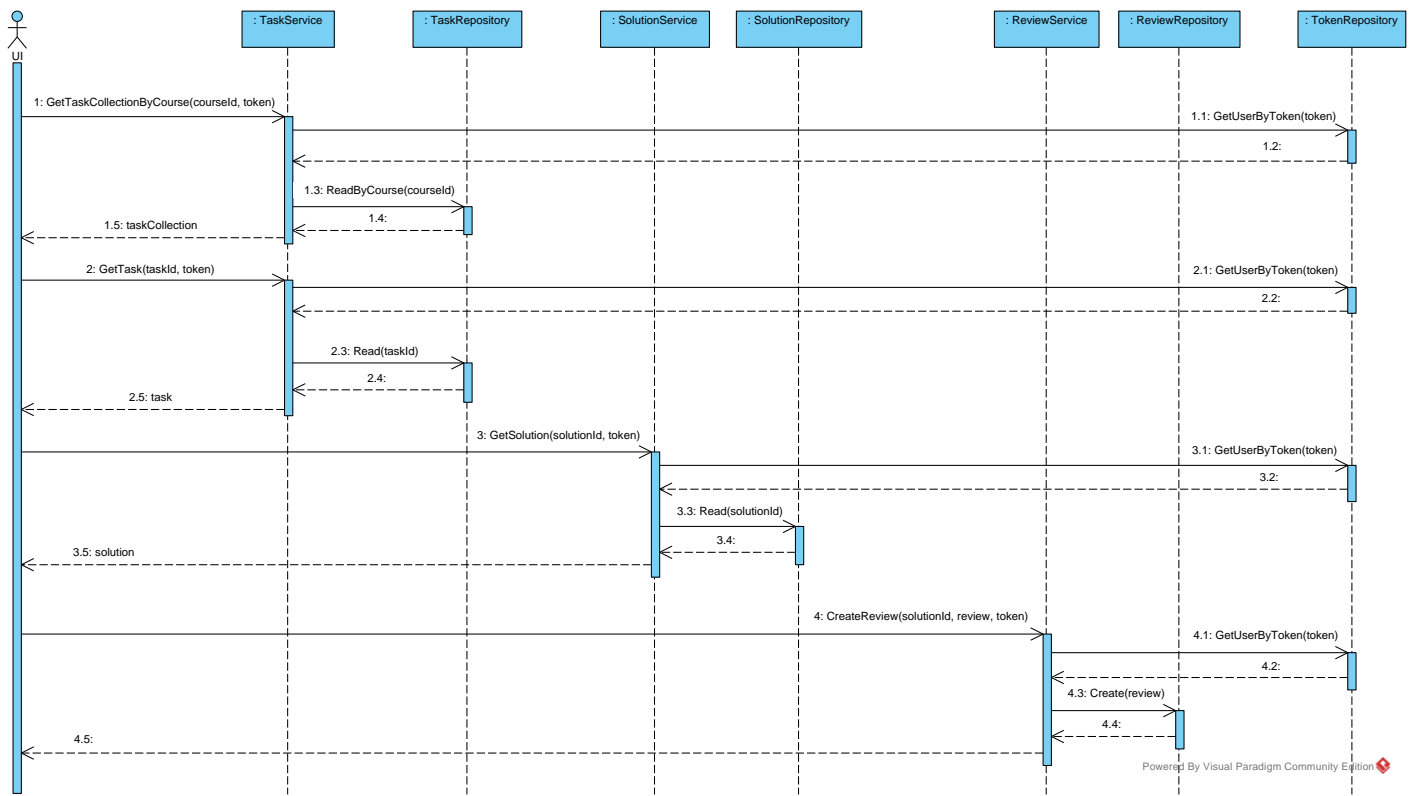 : TaskService
: TaskRepository
: SolutionService
: SolutionRepository
: ReviewService
: ReviewRepository
: TokenRepository
UI
1: GetTaskCollectionByCourse(courseId, token)
1.1: GetUserByToken(token)
1.2:
1.3: ReadByCourse(courseId)
1.4:
1.5: taskCollection
2: GetTask(taskId, token)
2.1: GetUserByToken(token)
2.2:
2.3: Read(taskId)
2.4:
2.5: task
3: GetSolution(solutionId, token)
3.1: GetUserByToken(token)
3.2:
3.3: Read(solutionId)
3.4:
3.5: solution
4: CreateReview(solutionId, review, token)
4.1: GetUserByToken(token)
4.2:
4.3: Create(review)
4.4:
4.5:
Powered By Visual Paradigm Community Edition